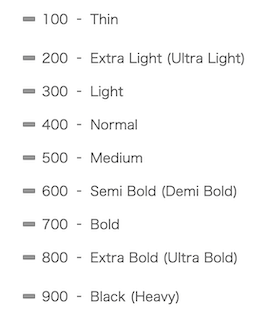 100 - Thin
200 - Extra Light (Ultra Light)
300 - Light
400 - Normal
500 - Medium
600 - Semi Bold (Demi Bold)
700 - Bold
800 - Extra Bold (Ultra Bold)
900 - Black (Heavy)